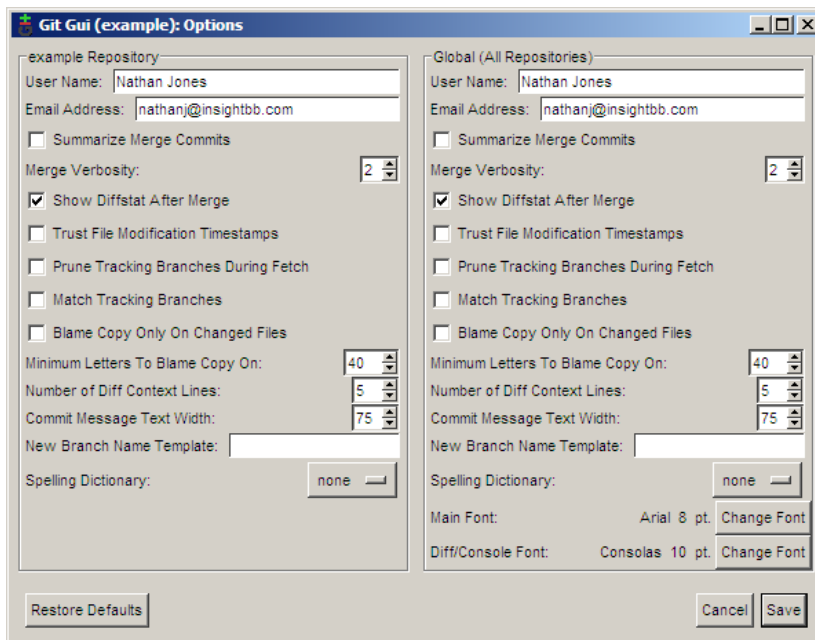 Git Gui (example): Options
example Repository
User Name: Nathan Jones
Email Address: nathanj@insightbb.com
Summarize Merge Commits
Merge Verbosity: 2
Show Diffstat After Merge
Trust File Modification Timestamps
Prune Tracking Branches During Fetch
Match Tracking Branches
Blame Copy Only On Changed Files
Minimum Letters To Blame Copy On: 40
Number of Diff Context Lines: 5
Commit Message Text Width: 75
New Branch Name Template:
Spelling Dictionary: none
Global (All Repositories)
User Name: Nathan Jones
Email Address: nathanj@insightbb.com
Summarize Merge Commits
Merge Verbosity: 2
Show Diffstat After Merge
Trust File Modification Timestamps
Prune Tracking Branches During Fetch
Match Tracking Branches
Blame Copy Only On Changed Files
Minimum Letters To Blame Copy On: 40
Number of Diff Context Lines: 5
Commit Message Text Width: 75
New Branch Name Template:
Spelling Dictionary: none
Main Font: Arial 8 pt. Change Font
Diff/Console Font: Consolas 10 pt. Change Font
Restore Defaults Cancel Save